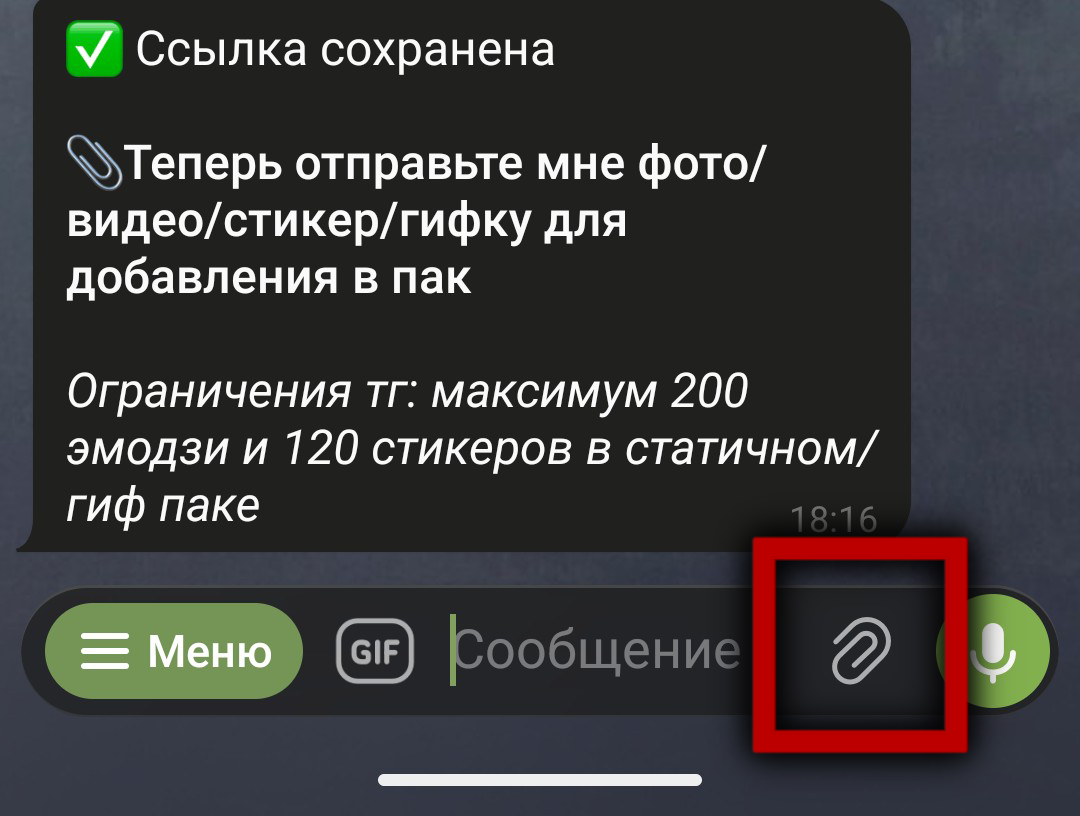 ✅ Ссылка сохранена
📎Теперь отправьте мне фото/
видео/стикер/гифку для
добавления в пак
Ограничения тг: максимум 200
эмодзи и 120 стикеров в статичном/
гиф паке
18:16
Меню
GIF
Сообщение